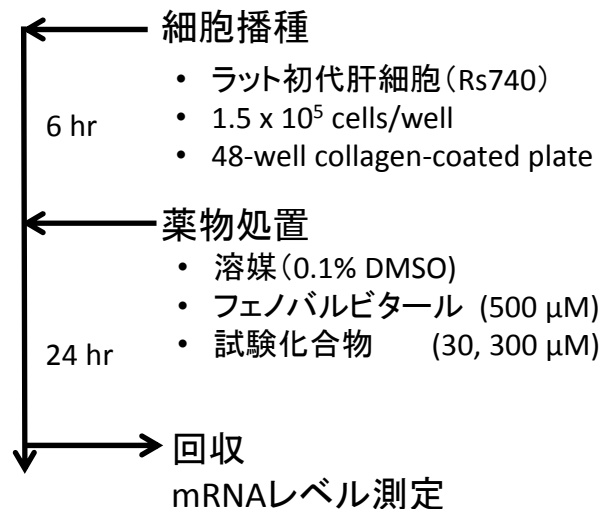 細胞播種
• ラット初代肝細胞（Rs740）
6 hr
• 1.5 x 10⁵ cells/well
• 48-well collagen-coated plate
薬物処置
• 溶媒（0.1% DMSO)
• フェノバルビタール (500 μM)
24 hr
• 試験化合物 (30, 300 μM)
回収
mRNAレベル測定